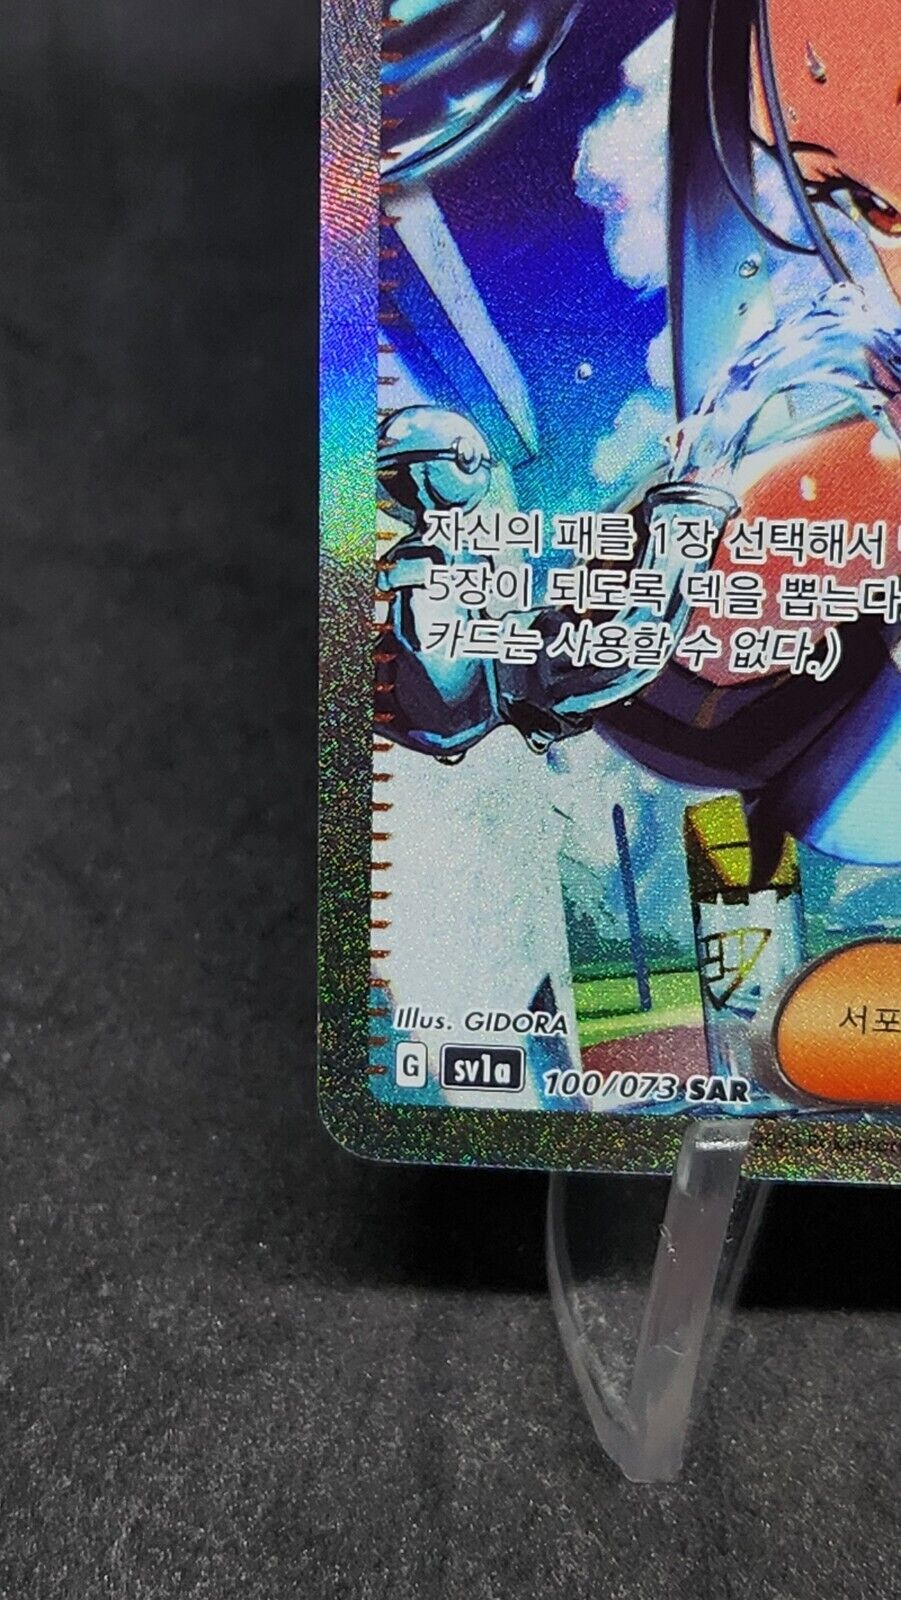 자신의 패를 1장 선택해서
5장이 되도록 덱을 뽑는다
카드는 사용할 수 없다.)
Illus. GIDORA
서포
G sv1a 100/073 SAR